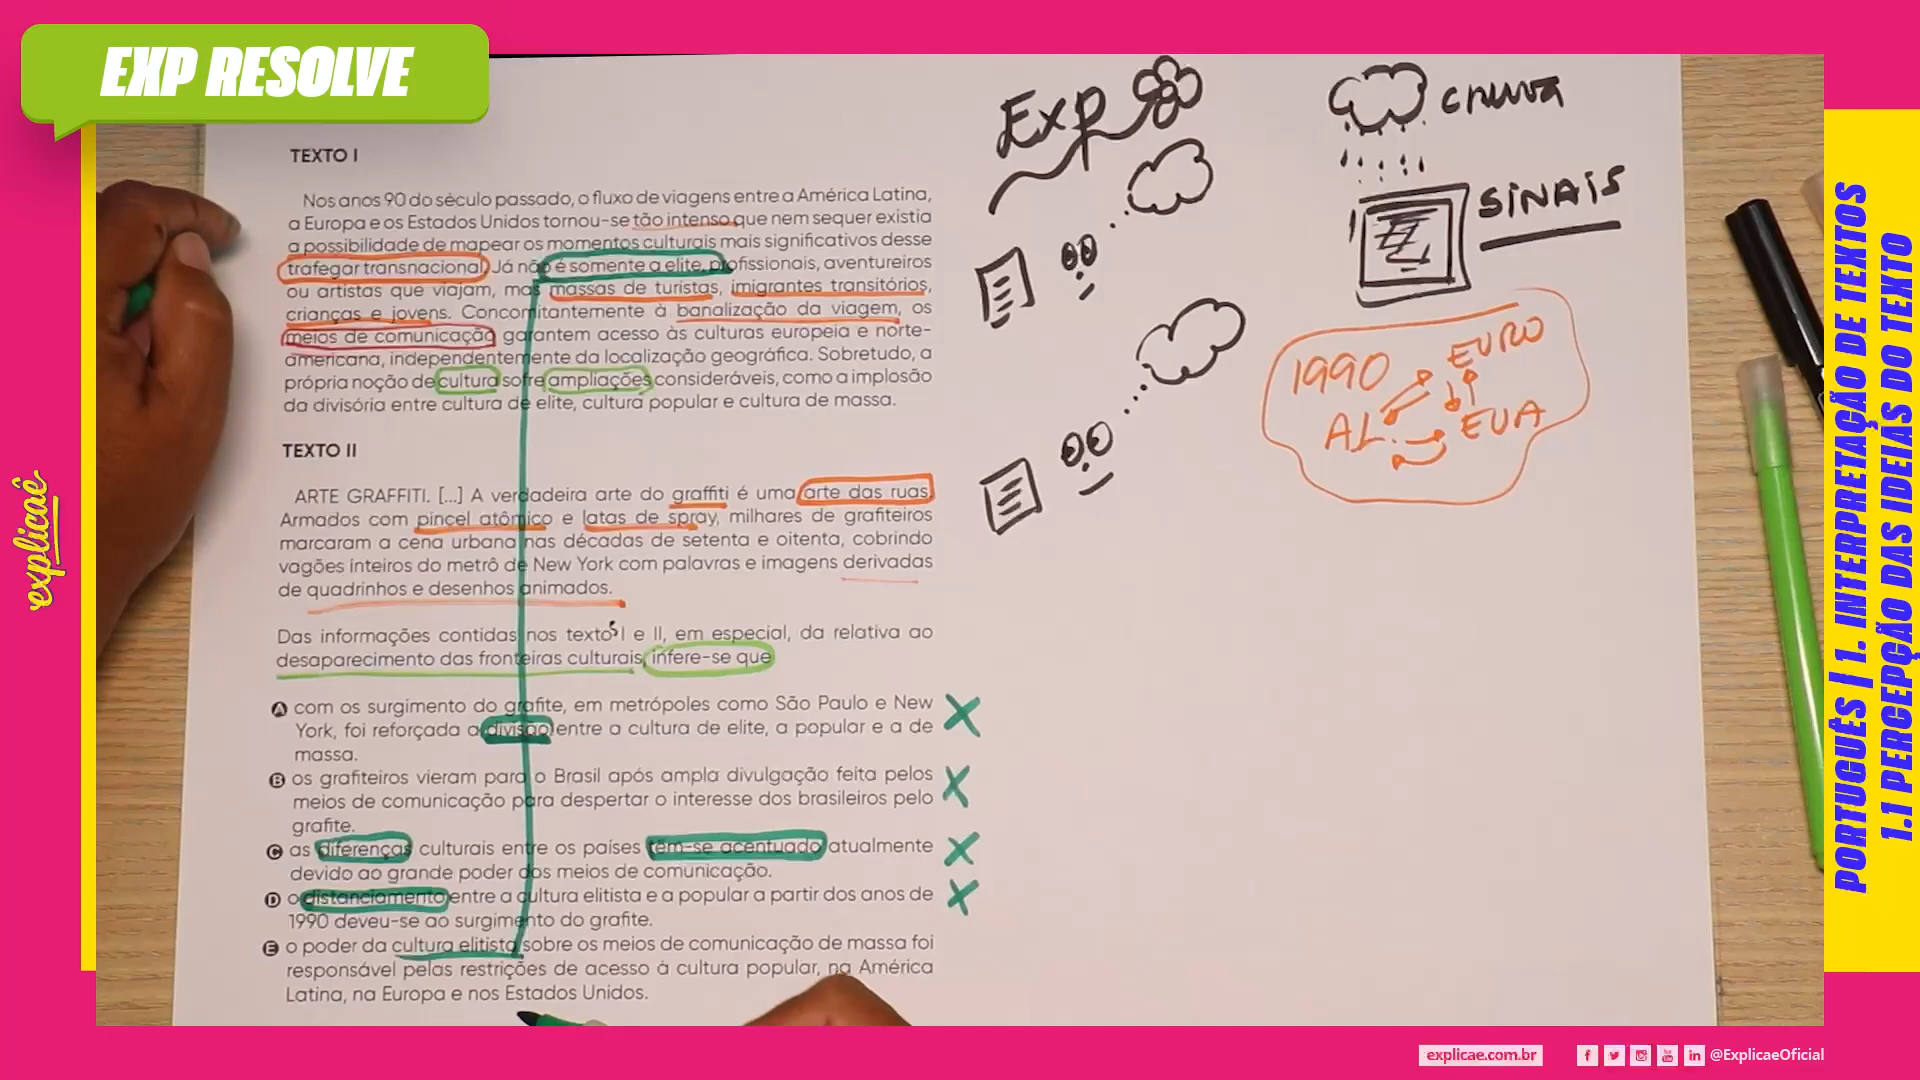 EXP RESOLVE
TEXTO I
Nos anos 90 do século passado, o fluxo de viagens entre a América Latina,
a Europa e os Estados Unidos tornou-se tão intenso que nem sequer existia
a possibilidade de mapear os momentos culturais mais significativos desse
trafegar transnacional. Já não é somente a elite, profissionais, aventureiros
ou artistas que viajam, mas massas de turistas, imigrantes transitórios,
crianças e jovens. Concomitantemente à banalização da viagem, os
meios de comunicação garantem acesso às culturas europeia e norte-
americana, independentemente da localização geográfica. Sobretudo, a
própria noção de cultura sofre ampliações consideráveis, como a implosão
da divisória entre cultura de elite, cultura popular e cultura de massa.
TEXTO II
ARTE GRAFFITI. [...] A verdadeira arte do graffiti é uma arte das ruas.
Armados com pincel atômico e latas de spray, milhares de grafiteiros
marcaram a cena urbana nas décadas de setenta e oitenta, cobrindo
vagões inteiros do metrô de New York com palavras e imagens derivadas
de quadrinhos e desenhos animados.
Das informações contidas nos textos I e II, em especial, da relativa ao
desaparecimento das fronteiras culturais, infere-se que
A com os surgimento do grafite, em metrópoles como São Paulo e New
York, foi reforçada a divisão entre a cultura de elite, a popular e a de
massa.
B os grafiteiros vieram para o Brasil após ampla divulgação feita pelos
meios de comunicação para despertar o interesse dos brasileiros pelo
grafite.
C as diferenças culturais entre os países têm-se acentuado atualmente
devido ao grande poder dos meios de comunicação.
D o distanciamento entre a cultura elitista e a popular a partir dos anos de
1990 deveu-se ao surgimento do grafite.
E o poder da cultura elitista sobre os meios de comunicação de massa foi
responsável pelas restrições de acesso à cultura popular, na América
Latina, na Europa e nos Estados Unidos.
Exp
CHUVA
SINAIS
1990 EURO
AL EUA
explicaê
PORTUGUÊS | 1. INTERPRETAÇÃO DE TEXTOS
1.1 PERCEPÇÃO DAS IDEIAS DO TEXTO
explicae.com.br
@ExplicaeOficial